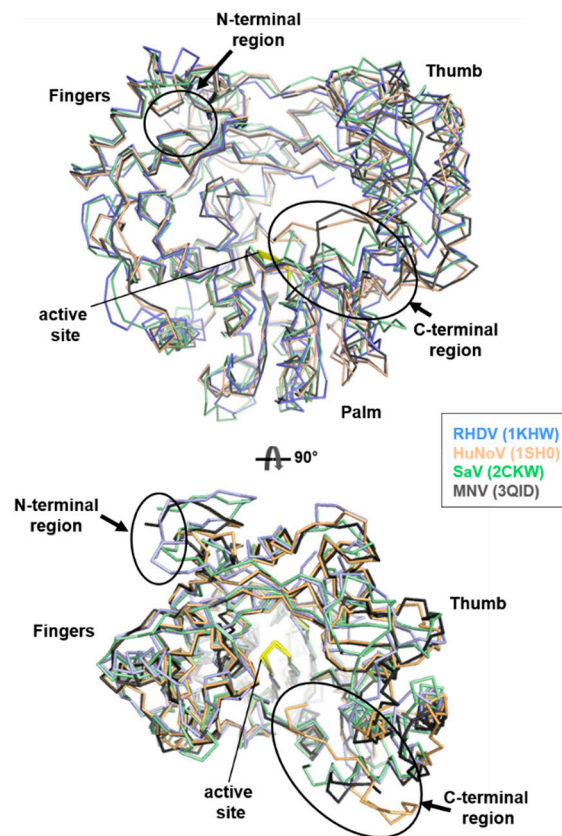 N-terminal
region
Fingers
Thumb
active
site
C-terminal
region
Palm
RHDV (1KHW)
HuNoV (1SH0)
SaV (2CKW)
MNV (3QID)
90°
N-terminal
region
Fingers
Thumb
active
site
C-terminal
region